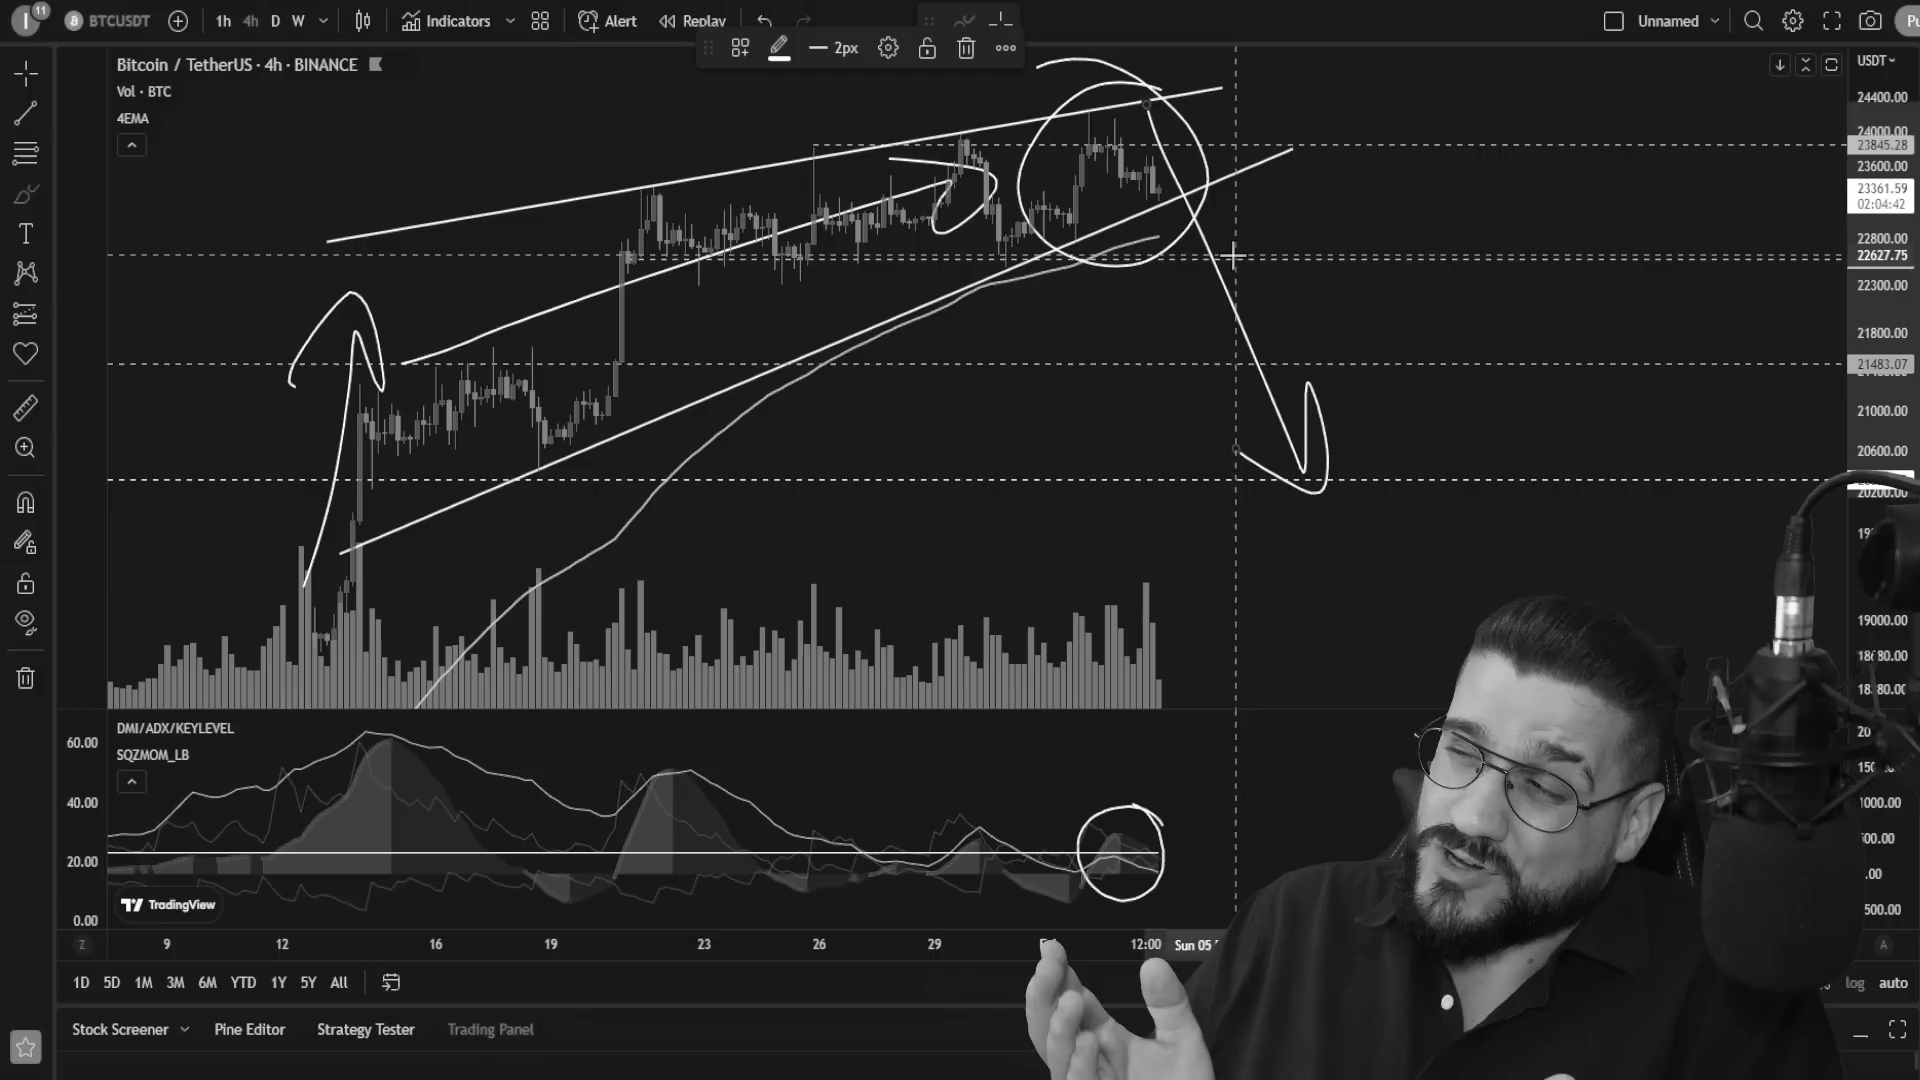 11
I
BTCUSDT
1h 4h D W
Indicators
Alert
Replay
Unnamed
2px
Bitcoin / TetherUS · 4h · BINANCE
Vol · BTC
4EMA
USDT
24400.00
24000.00
23845.28
23600.00
23361.59
02:04:42
22800.00
22627.75
22300.00
21800.00
21483.07
21000.00
20600.00
20200.00
19000.00
DMI/ADX/KEYLEVEL
SQZMOM_LB
60.00
40.00
20.00
0.00
TradingView
Z
9 12 16 19 23 26 29 12:00 Sun 05
A
1D 5D 1M 3M 6M YTD 1Y 5Y All
log auto
Stock Screener Pine Editor Strategy Tester Trading Panel